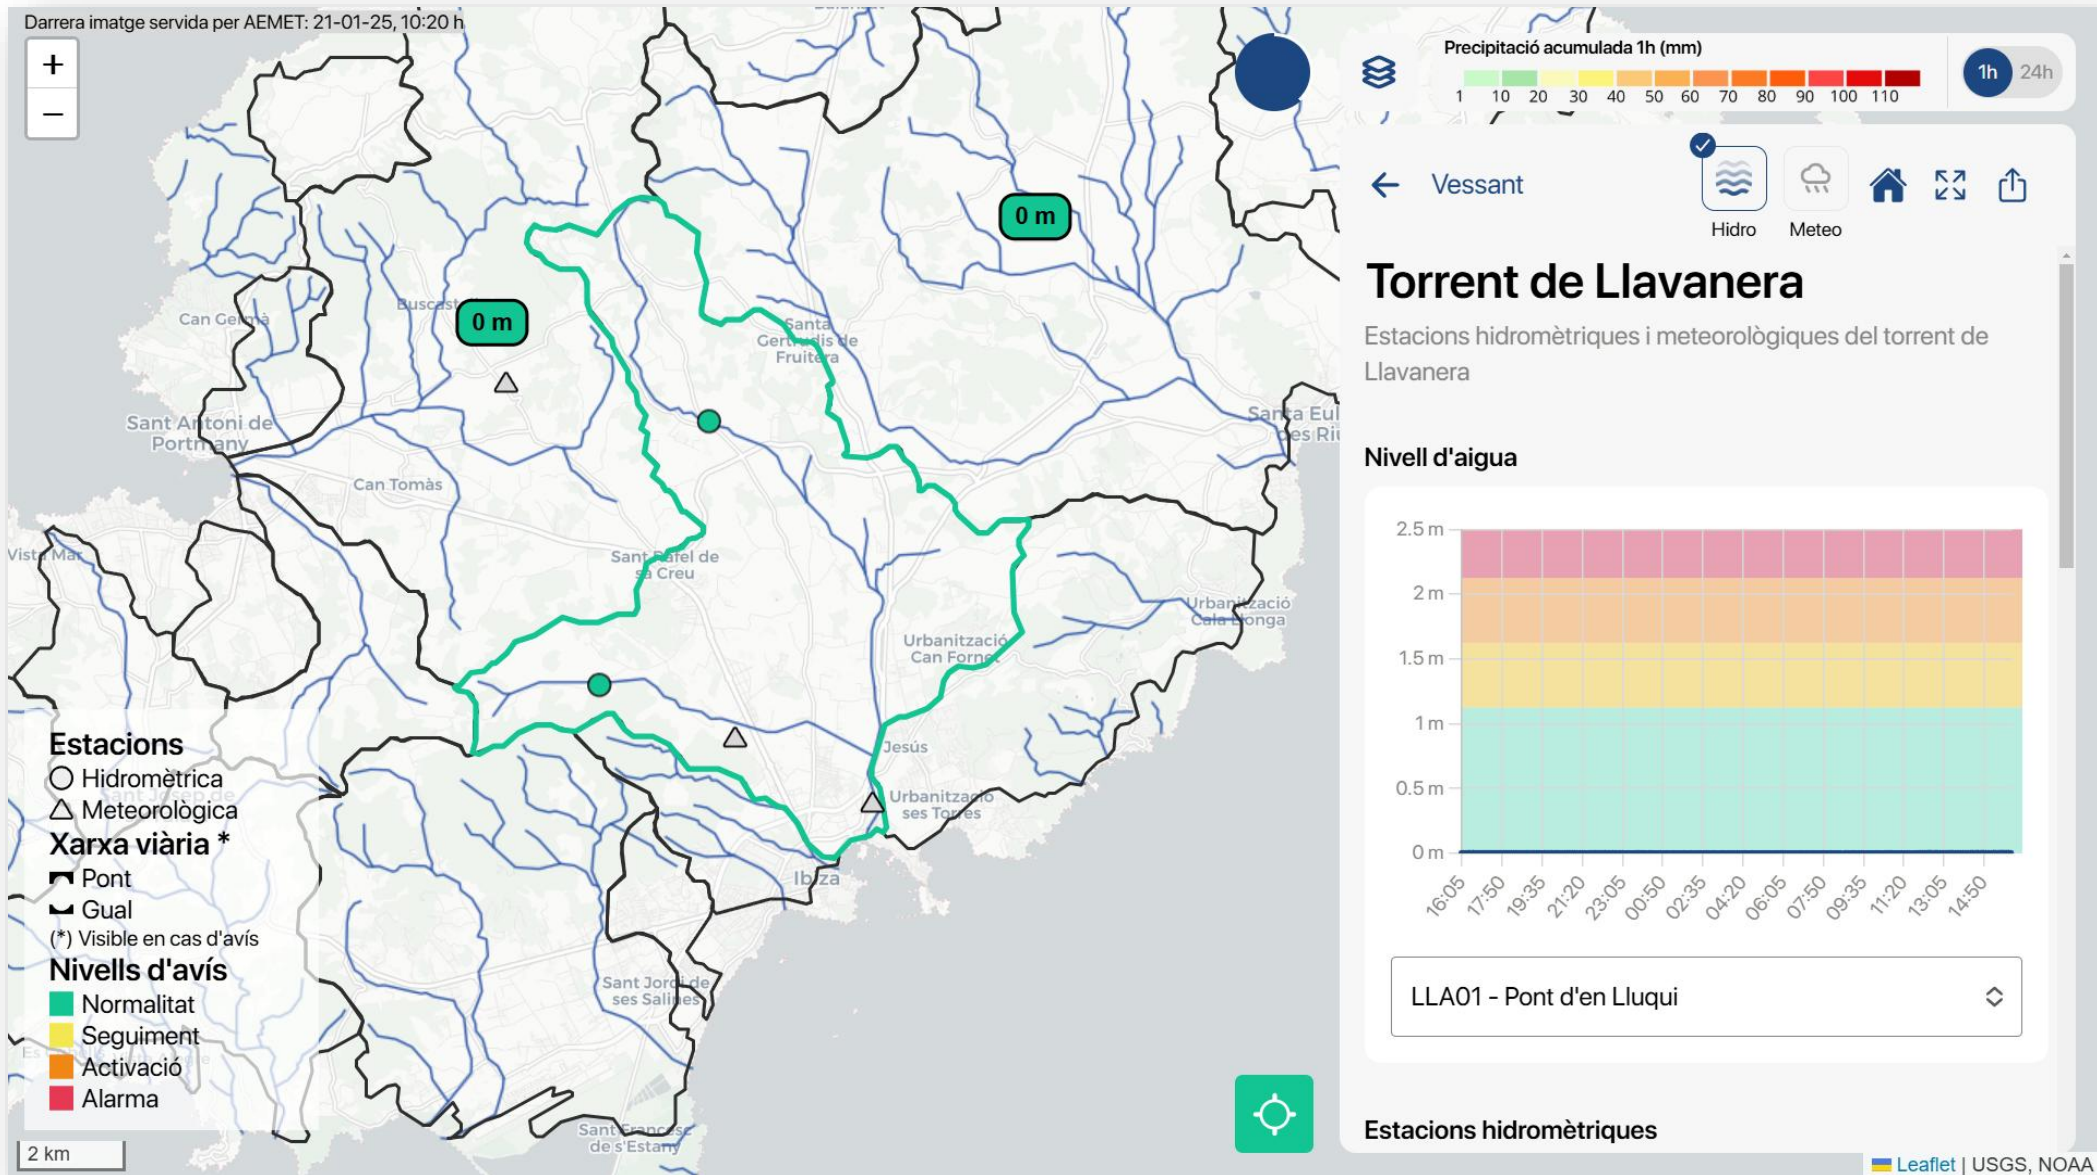 Darrera imatge servida per AEMET: 21-01-25, 10:20 h
+
−
Precipitació acumulada 1h (mm)
1 10 20 30 40 50 60 70 80 90 100 110
1h 24h
Vessant
Hidro Meteo
Torrent de Llavanera
Estacions hidromètriques i meteorològiques del torrent de
Llavanera
Nivell d'aigua
2.5 m
2 m
1.5 m
1 m
0.5 m
0 m
16:05 17:50 19:35 21:20 23:05 00:50 02:35 04:20 06:05 07:50 09:35 11:20 13:05 14:50
LLA01 - Pont d'en Lluqui
Estacions hidromètriques
0 m
0 m
Can Germà
Santa
Gertrudis de
Fruitera
Sant Antoni de
Portmany
Santa Eul
des Riu
Can Tomàs
Vista Mar
Sant Rafel de
sa Creu
Urbanització
Cala Llonga
Urbanització
Can Fornet
Jesús
Urbanització
ses Torres
Ibiza
Sant Jordi de
ses Salines
Sant Francesc
de s'Estany
Estacions
Hidromètrica
Meteorològica
Xarxa viària *
Pont
Gual
(*) Visible en cas d'avís
Nivells d'avís
Normalitat
Seguiment
Activació
Alarma
2 km
Leaflet | USGS, NOAA